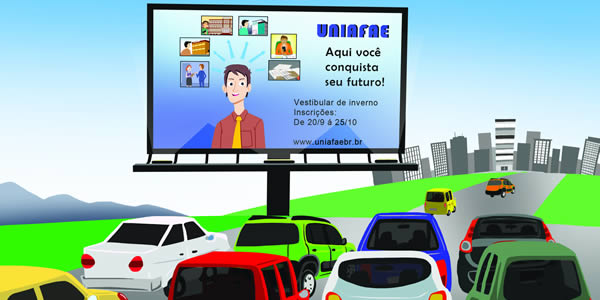 UNIAFAE
Aqui você
conquista
seu futuro!
Vestibular de inverno
Inscrições:
De 20/9 á 25/10
www.uniafaebr.br